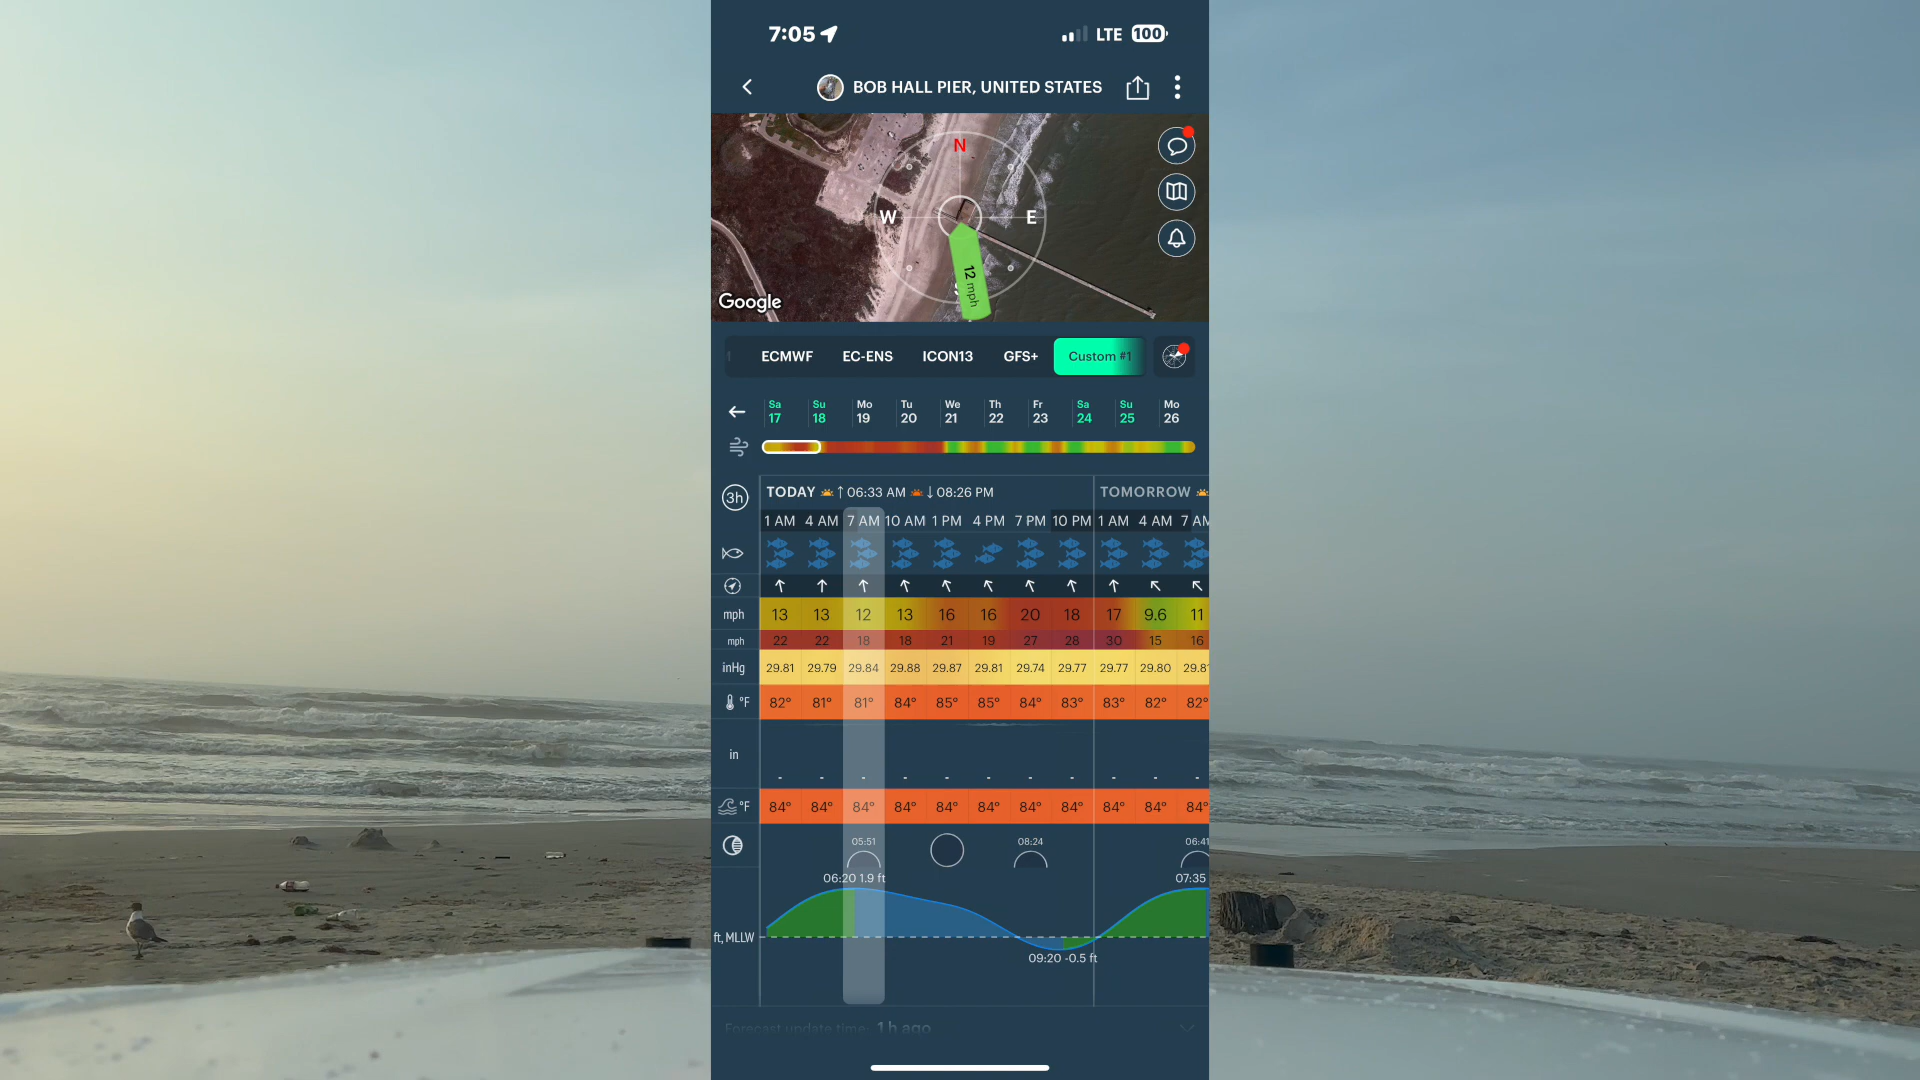 7:05 LTE 100
BOB HALL PIER, UNITED STATES
N
W E
12 mph
Google
ECMWF EC-ENS ICON13 GFS+ Custom #1
Sa Su Mo Tu We Th Fr Sa Su Mo
17 18 19 20 21 22 23 24 25 26
3h TODAY ↑ 06:33 AM ↓ 08:26 PM TOMORROW
1 AM 4 AM 7 AM 10 AM 1 PM 4 PM 7 PM 10 PM 1 AM 4 AM 7 AM
mph 13 13 12 13 16 16 20 18 17 9.6 11
mph 22 22 18 18 21 19 27 28 30 15 16
inHg 29.81 29.79 29.84 29.88 29.87 29.81 29.74 29.77 29.77 29.80
°F 82° 81° 81° 84° 85° 85° 84° 83° 83° 82° 82°
in - - - - - - - - - - -
°F 84° 84° 84° 84° 84° 84° 84° 84° 84° 84° 84°
05:51 08:24 06:41
06:20 1.9 ft 07:35
ft, MLLW
09:20 -0.5 ft
Forecast update time: 1 h ago